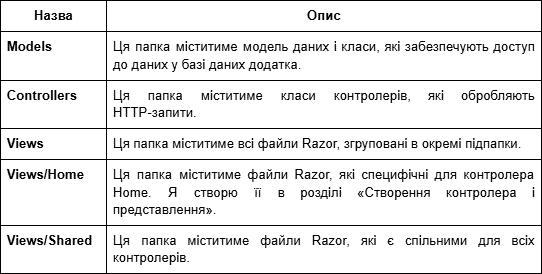 Назва Опис
Models Ця папка міститиме модель даних і класи, які забезпечують доступ
до даних у базі даних додатка.
Controllers Ця папка міститиме класи контролерів, які обробляють
HTTP-запити.
Views Ця папка міститиме всі файли Razor, згруповані в окремі підпапки.
Views/Home Ця папка міститиме файли Razor, які специфічні для контролера
Home. Я створю її в розділі «Створення контролера і
представлення».
Views/Shared Ця папка міститиме файли Razor, які є спільними для всіх
контролерів.